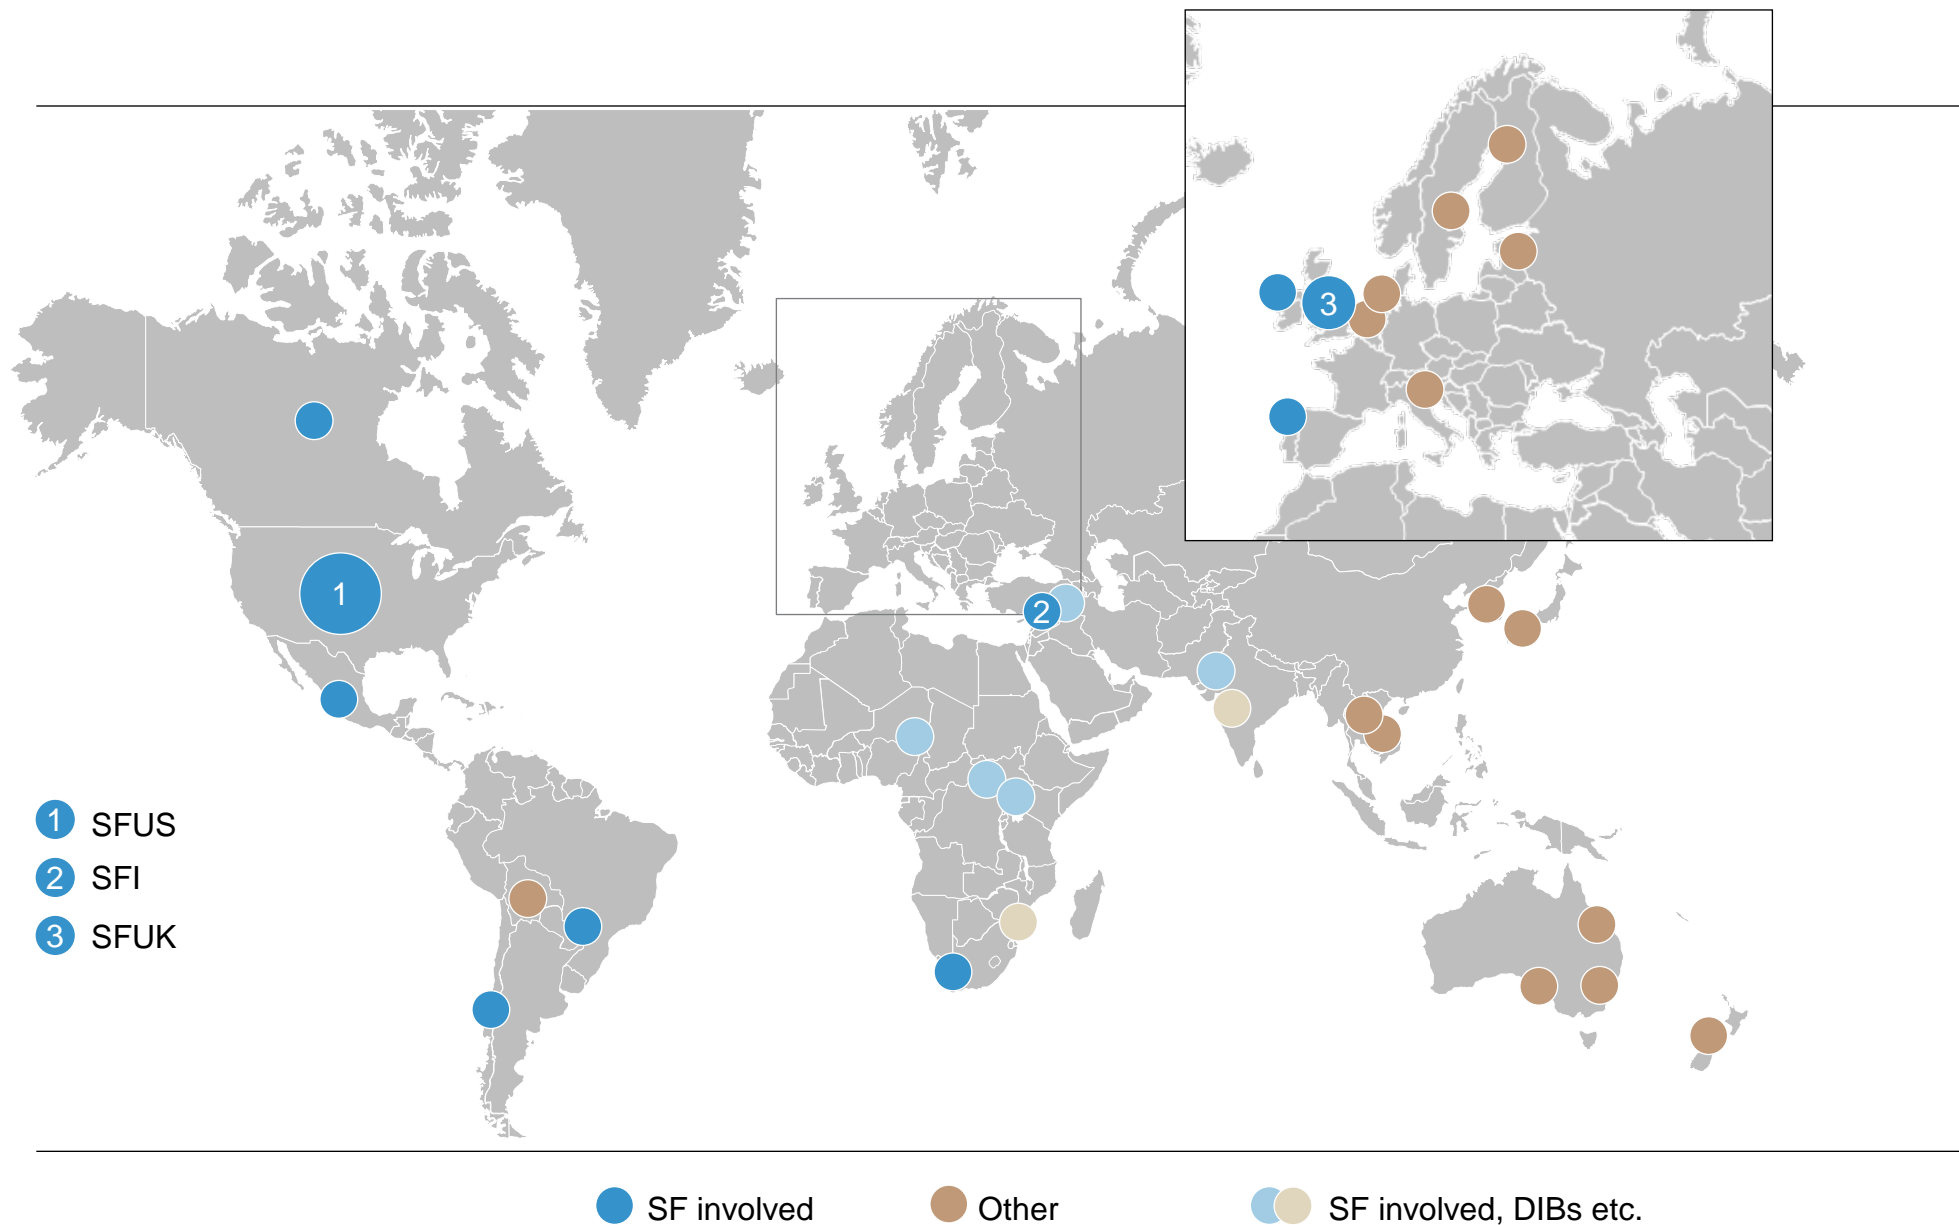 3
1
2
1 SFUS
2 SFI
3 SFUK
SF involved
Other
SF involved, DIBs etc.